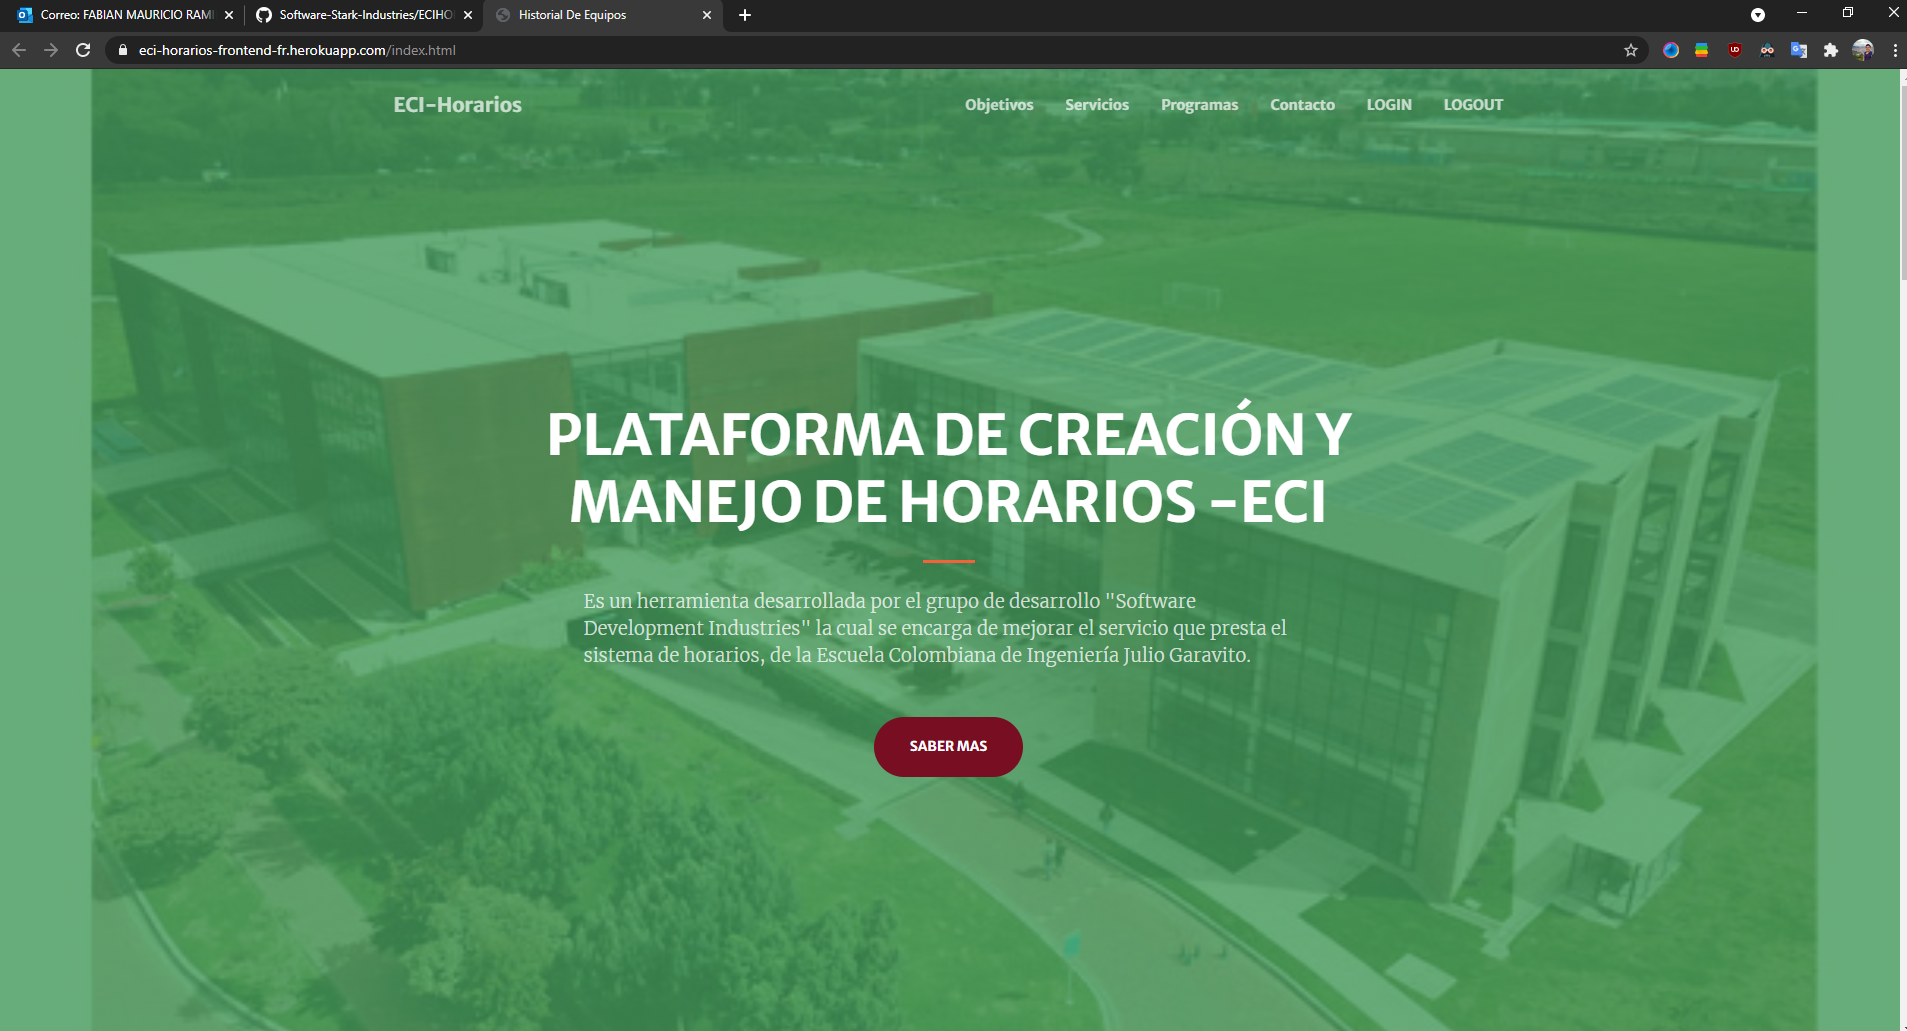 Correo: FABIAN MAURICIO RAMI
Software-Stark-Industries/ECIHO
Historial De Equipos
eci-horarios-frontend-fr.herokuapp.com/index.html
ECI-Horarios
Objetivos
Servicios
Programas
Contacto
LOGIN
LOGOUT
PLATAFORMA DE CREACIÓN Y
MANEJO DE HORARIOS -ECI
Es un herramienta desarrollada por el grupo de desarrollo "Software
Development Industries" la cual se encarga de mejorar el servicio que presta el
sistema de horarios, de la Escuela Colombiana de Ingeniería Julio Garavito.
SABER MAS